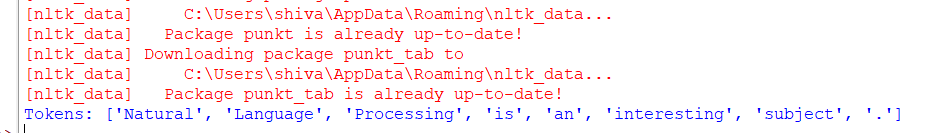 [nltk_data]     C:\Users\shiva\AppData\Roaming\nltk_data...
[nltk_data]   Package punkt is already up-to-date!
[nltk_data] Downloading package punkt_tab to
[nltk_data]     C:\Users\shiva\AppData\Roaming\nltk_data...
[nltk_data]   Package punkt_tab is already up-to-date!
Tokens: ['Natural', 'Language', 'Processing', 'is', 'an', 'interesting', 'subject', '.']